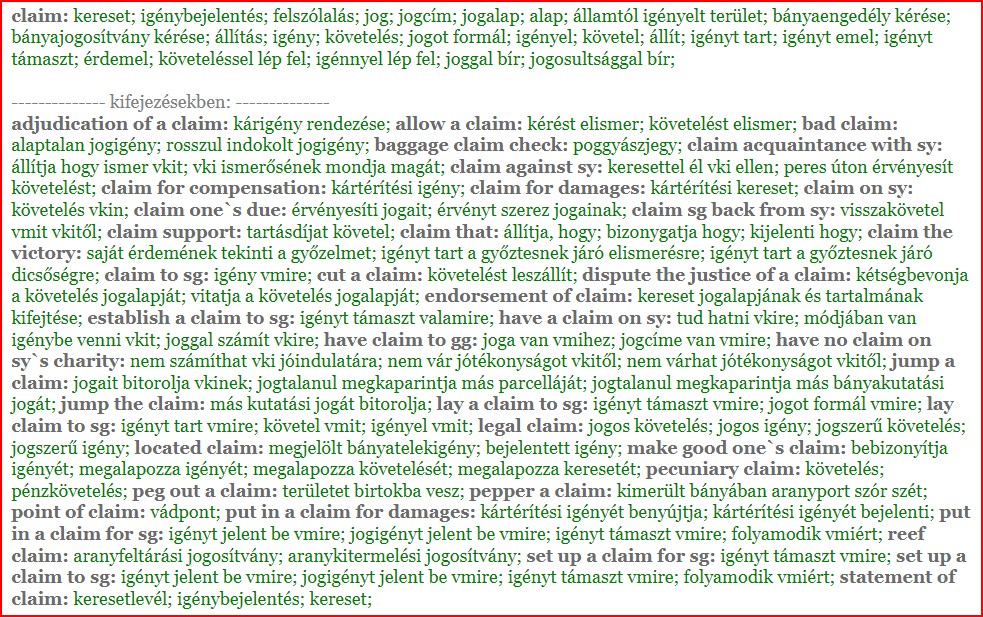 claim: kereset; igénybejelentés; felszólalás; jog; jogcím; jogalap; alap; államtól igényelt terület; bányaengedély kérése;
bányajogosítvány kérése; állítás; igény; követelés; jogot formál; igényel; követel; állít; igényt tart; igényt emel; igényt
támaszt; érdemel; követeléssel lép fel; igénnyel lép fel; joggal bír; jogosultsággal bír;
-------------- kifejezésekben: --------------
adjudication of a claim: kárigény rendezése; allow a claim: kérést elismer; követelést elismer; bad claim:
alaptalan jogigény; rosszul indokolt jogigény; baggage claim check: poggyászjegy; claim acquaintance with sy:
állítja hogy ismer vkit; vki ismerősének mondja magát; claim against sy: keresettel él vki ellen; peres úton érvényesít
követelést; claim for compensation: kártérítési igény; claim for damages: kártérítési kereset; claim on sy:
követelés vkin; claim one`s due: érvényesíti jogait; érvényt szerez jogainak; claim sg back from sy: visszakövetel
vmit vkitől; claim support: tartásdíjat követel; claim that: állítja, hogy; bizonygatja hogy; kijelenti hogy; claim the
victory: saját érdemének tekinti a győzelmet; igényt tart a győztesnek járó elismerésre; igényt tart a győztesnek járó
dicsőségre; claim to sg: igény vmire; cut a claim: követelést leszállít; dispute the justice of a claim: kétségbevonja
a követelés jogalapját; vitatja a követelés jogalapját; endorsement of claim: kereset jogalapjának és tartalmának
kifejtése; establish a claim to sg: igényt támaszt valamire; have a claim on sy: tud hatni vkire; módjában van
igénybe venni vkit; joggal számít vkire; have claim to gg: joga van vmihez; jogcíme van vmire; have no claim on
sy`s charity: nem számíthat vki jóindulatára; nem vár jótékonyságot vkitől; nem várhat jótékonyságot vkitől; jump a
claim: jogait bitorolja vkinek; jogtalanul megkaparintja más parcelláját; jogtalanul megkaparintja más bányakutatási
jogát; jump the claim: más kutatási jogát bitorolja; lay a claim to sg: igényt támaszt vmire; jogot formál vmire; lay
claim to sg: igényt tart vmire; követel vmit; igényel vmit; legal claim: jogos követelés; jogos igény; jogszerű követelés;
jogszerű igény; located claim: megjelölt bányatelekigény; bejelentett igény; make good one`s claim: bebizonyítja
igényét; megalapozza igényét; megalapozza követelését; megalapozza keresetét; pecuniary claim: követelés;
pénzkövetelés; peg out a claim: területet birtokba vesz; pepper a claim: kimerült bányában aranyport szór szét;
point of claim: vádpont; put in a claim for damages: kártérítési igényét benyújtja; kártérítési igényét bejelenti; put
in a claim for sg: igényt jelent be vmire; jogigényt jelent be vmire; igényt támaszt vmire; folyamodik vmiért; reef
claim: aranyfeltárási jogosítvány; aranykitermelési jogosítvány; set up a claim for sg: igényt támaszt vmire; set up a
claim to sg: igényt jelent be vmire; jogigényt jelent be vmire; igényt támaszt vmire; folyamodik vmiért; statement of
claim: keresetlevél; igénybejelentés; kereset;